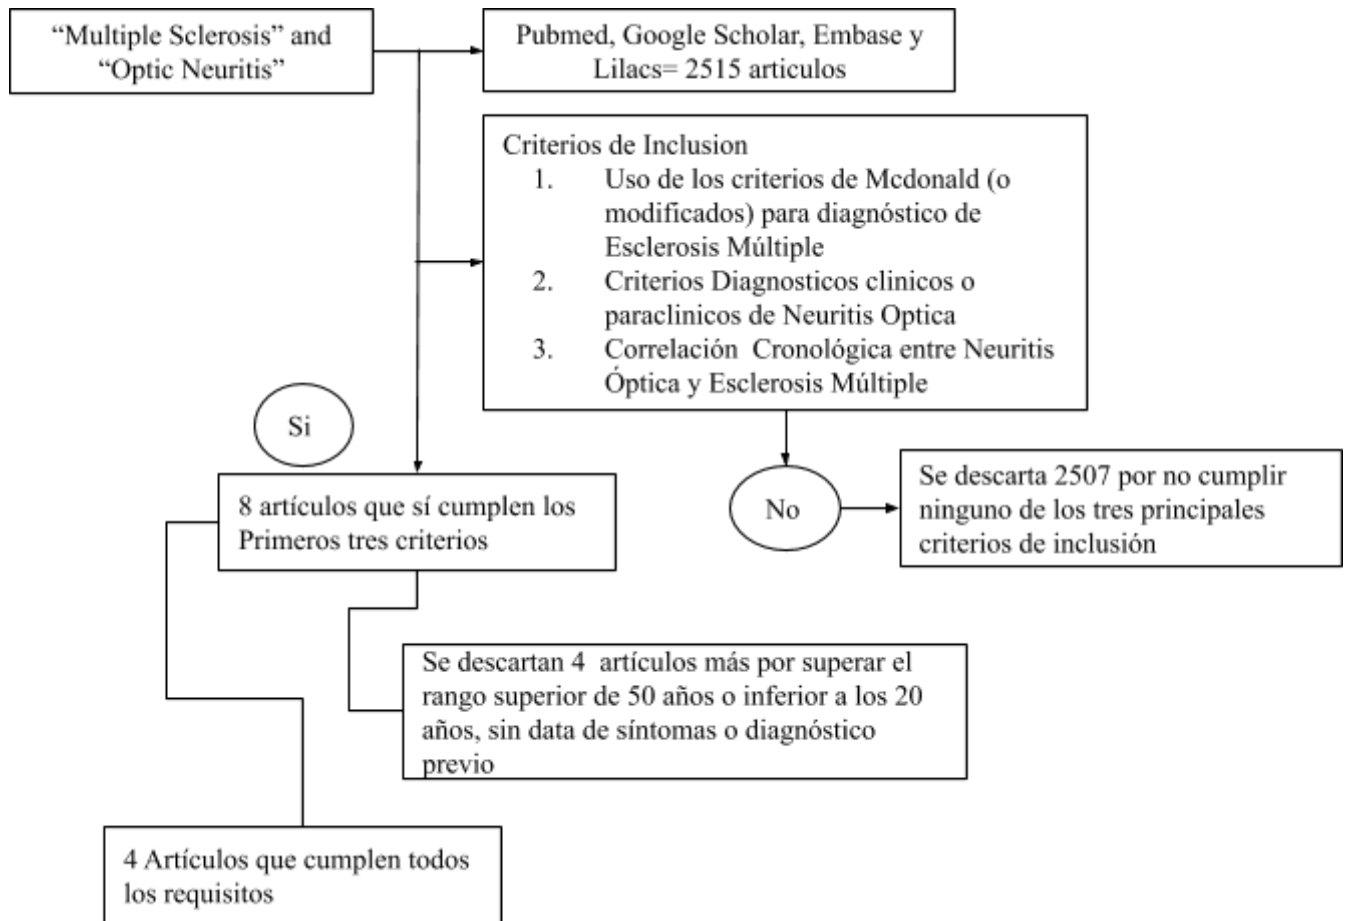 “Multiple Sclerosis” and
“Optic Neuritis”
Pubmed, Google Scholar, Embase y
Lilacs= 2515 articulos
Criterios de Inclusion
1. Uso de los criterios de Mcdonald (o
modificados) para diagnóstico de
Esclerosis Múltiple
2. Criterios Diagnosticos clinicos o
paraclinicos de Neuritis Optica
3. Correlación Cronológica entre Neuritis
Óptica y Esclerosis Múltiple
Si
8 artículos que sí cumplen los
Primeros tres criterios
No
Se descarta 2507 por no cumplir
ninguno de los tres principales
criterios de inclusión
Se descartan 4 artículos más por superar el
rango superior de 50 años o inferior a los 20
años, sin data de síntomas o diagnóstico
previo
4 Artículos que cumplen todos
los requisitos